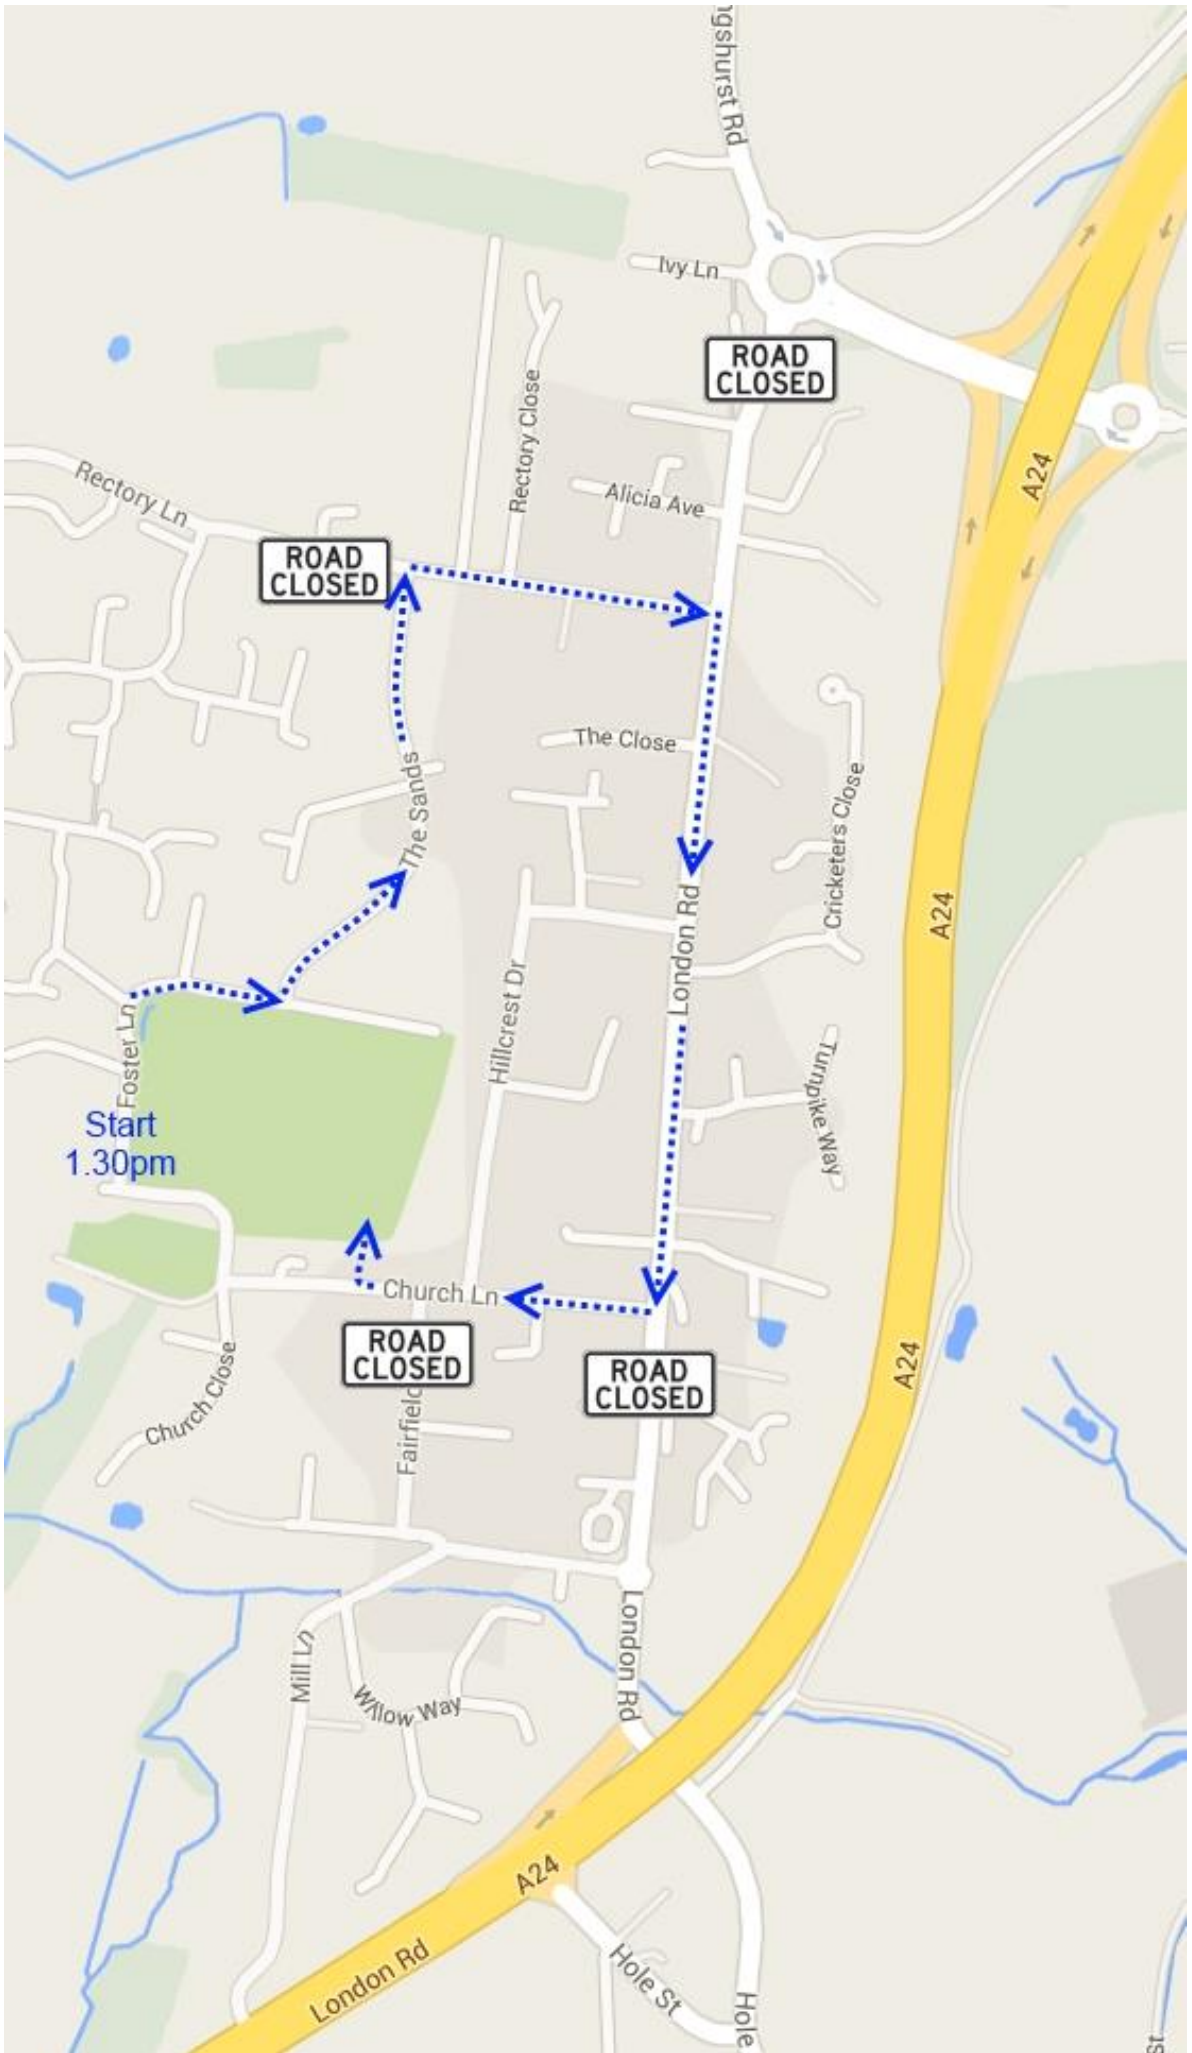 ngshurst Rd
Ivy Ln
ROAD
CLOSED
Rectory Close
A24
Rectory Ln
Alicia Ave
ROAD
CLOSED
The Close
The Sands
Cricketers Close
London Rd
A24
Hillcrest Dr
Foster Ln
Turnpike Way
Start
1.30pm
Church Ln
ROAD
CLOSED
ROAD
CLOSED
A24
Church Close
Fairfield
London Rd
Mill Ln
Willow Way
A24
London Rd
Hole St
Hole
St